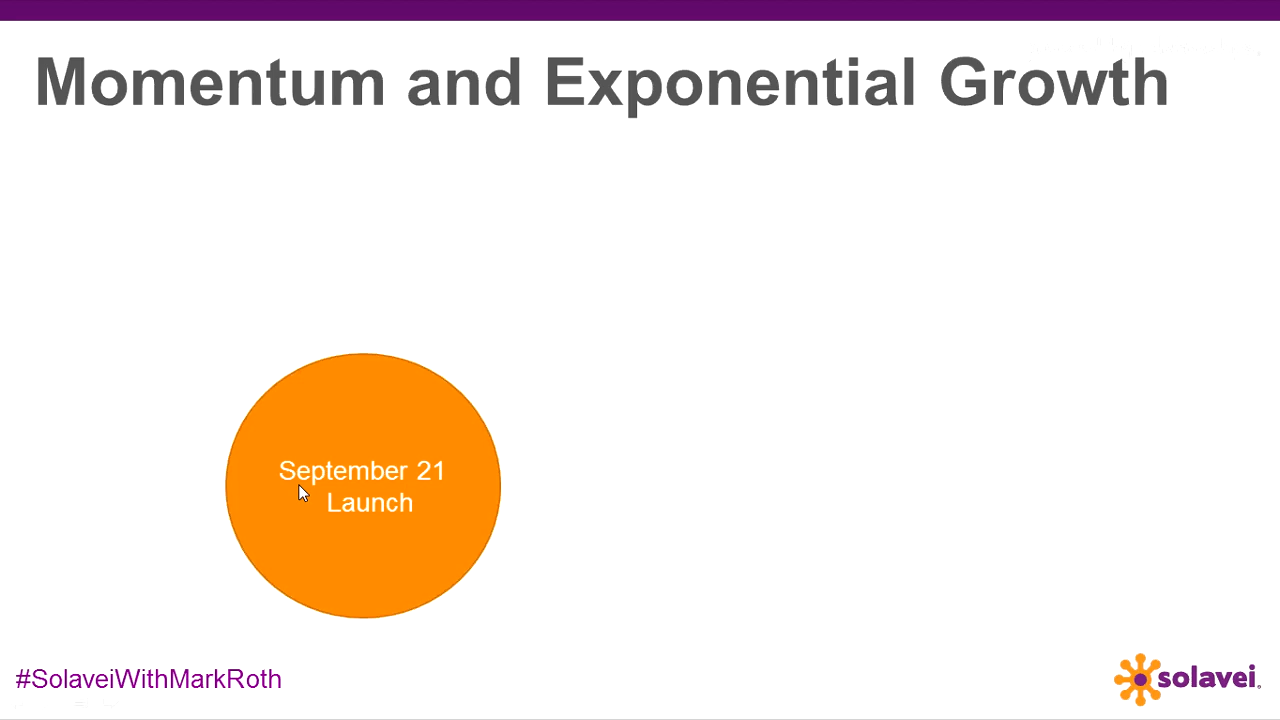 Momentum and Exponential Growth
September 21
Launch
#SolaveiWithMarkRoth
solavei